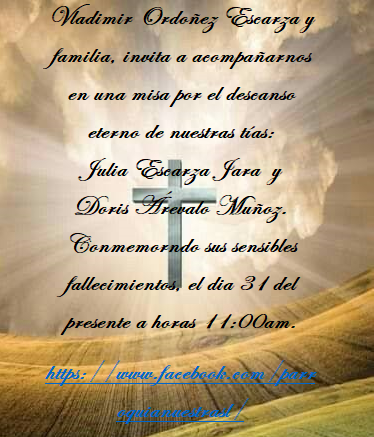 Vladimir Ordoñez Escarza y
familia, invita a acompañarnos
en una misa por el descanso
eterno de nuestras tías:
Julia Escarza Jara y
Doris Árevalo Muñoz.
Conmemorndo sus sensibles
fallecimientos, el dia 31 del
presente a horas 11:00am.
https://www.facebook.com/parr
oquianuestrasl/